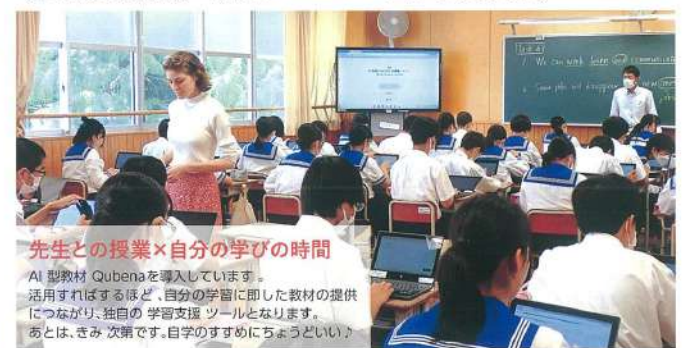 We can work
先生との授業×自分の学びの時間
AI 型教材 Qubenaを導入しています。
活用すればするほど、自分の学習に即した教材の提供
につながり、独自の 学習支援 ツールとなります。
あとは、きみ 次第です。自学のすすめにちょうどいい♪